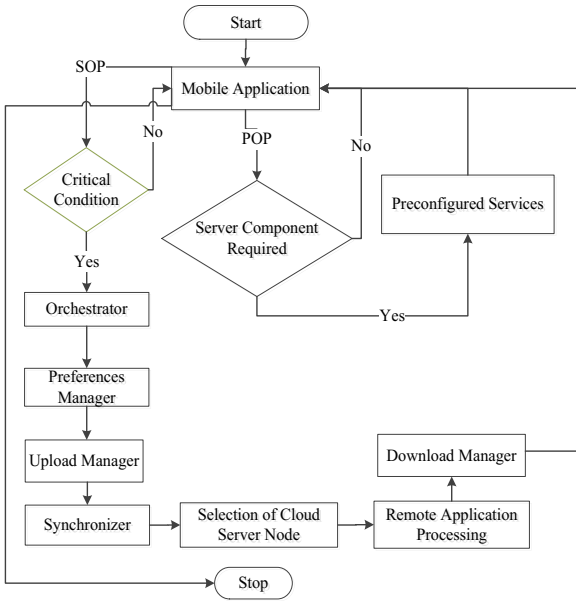 Start
SOP
Mobile Application
No
POP
No
Critical
Condition
Server Component
Required
Preconfigured Services
Yes
Yes
Orchestrator
Preferences
Manager
Upload Manager
Download Manager
Synchronizer
Selection of Cloud
Server Node
Remote Application
Processing
Stop